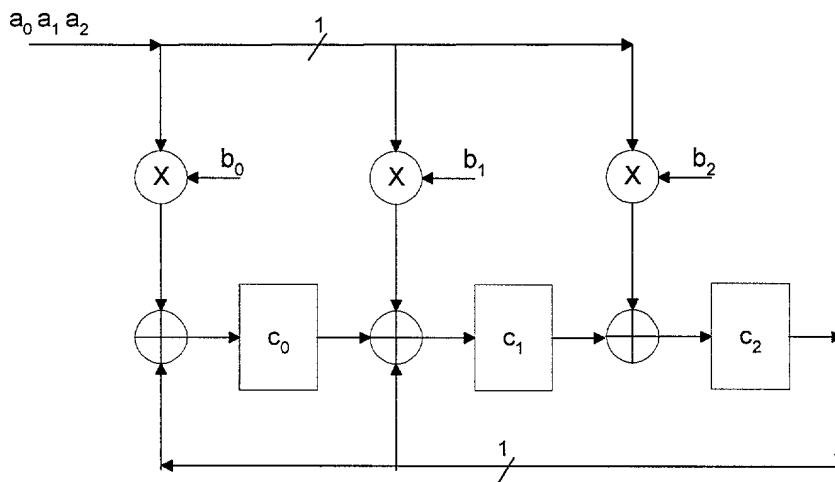 a₀ a₁ a₂
1
b₀ b₁ b₂
X X X
c₀ c₁ c₂
1